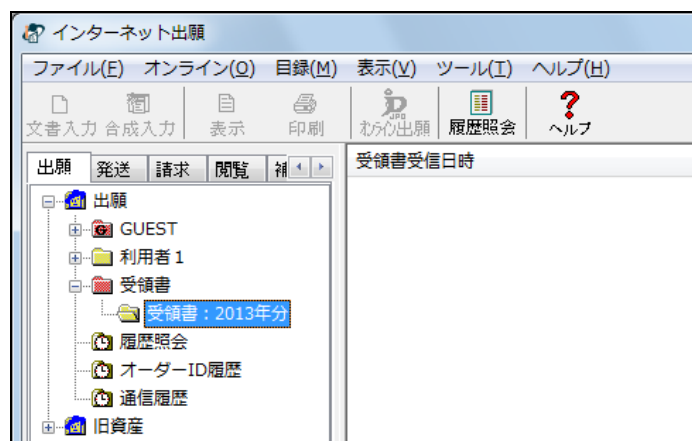 インターネット出願
ファイル(F) オンライン(O) 目録(M) 表示(V) ツール(T) ヘルプ(H)
文書入力 合成入力 表示 印刷 JPO ｵﾝﾗｲﾝ出願 履歴照会 ヘルプ
出願 発送 請求 閲覧
受領書受信日時
出願
GUEST
利用者1
受領書
受領書：2013年分
履歴照会
オーダーID履歴
通信履歴
旧資産